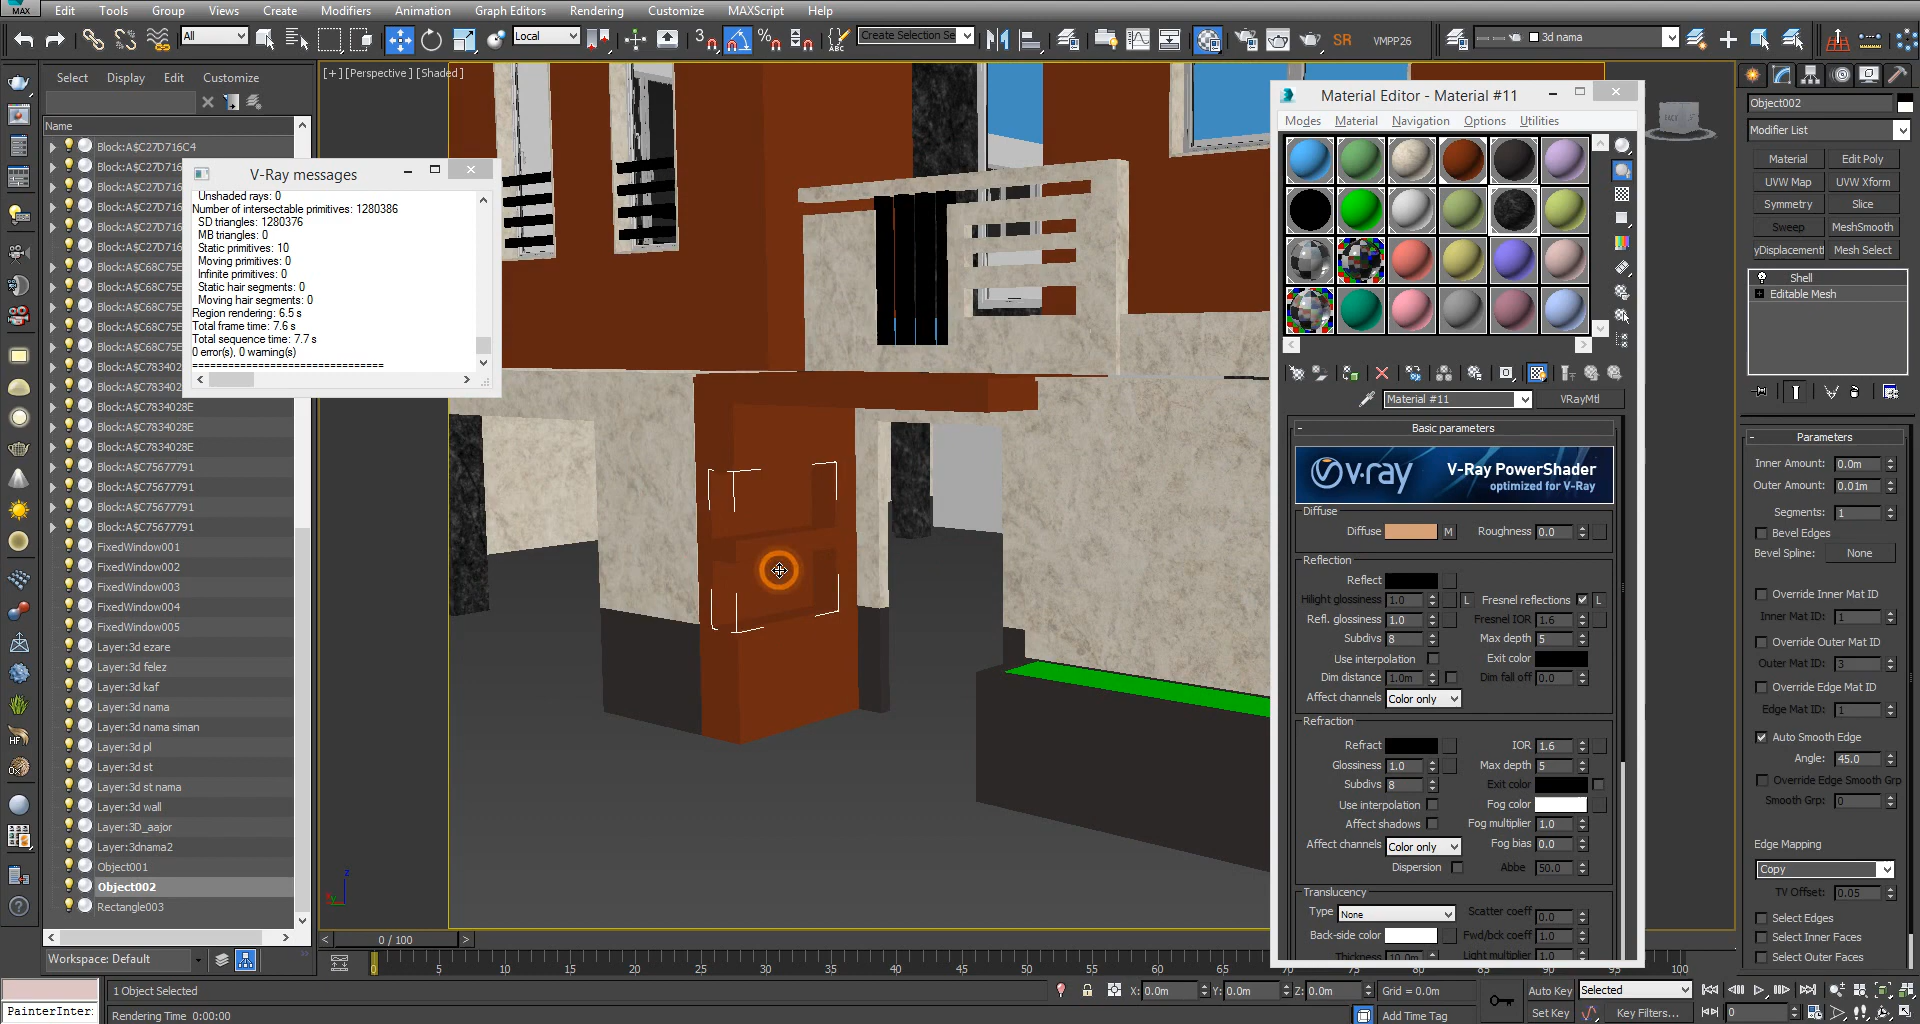 MAX
Edit Tools Group Views Create Modifiers Animation Graph Editors Rendering Customize MAXScript Help
All
Local
Create Selection Se
SR
VMPP26
3d nama
Select Display Edit Customize
Name
Block:A$C27D716C4
Block:A$C27D716
Block:A$C27D716
Block:A$C27D716
Block:A$C27D716
Block:A$C27D716
Block:A$C68C75E
Block:A$C68C75E
Block:A$C68C75E
Block:A$C68C75E
Block:A$C68C75E
Block:A$C783402
Block:A$C783402
Block:A$C7834028E
Block:A$C7834028E
Block:A$C7834028E
Block:A$C75677791
Block:A$C75677791
Block:A$C75677791
Block:A$C75677791
FixedWindow001
FixedWindow002
FixedWindow003
FixedWindow004
FixedWindow005
Layer:3d ezare
Layer:3d felez
Layer:3d kaf
Layer:3d nama
Layer:3d nama siman
Layer:3d pl
Layer:3d st
Layer:3d st nama
Layer:3d wall
Layer:3D_aajor
Layer:3dnama2
Object001
Object002
Rectangle003
Workspace: Default
V-Ray messages
Unshaded rays: 0
Number of intersectable primitives: 1280386
SD triangles: 1280376
MB triangles: 0
Static primitives: 10
Moving primitives: 0
Infinite primitives: 0
Static hair segments: 0
Moving hair segments: 0
Region rendering: 6.5 s
Total frame time: 7.6 s
Total sequence time: 7.7 s
0 error(s), 0 warning(s)
================================
[+] [Perspective] [Shaded]
Material Editor - Material #11
Modes Material Navigation Options Utilities
Material #11
VRayMtl
Basic parameters
v·ray
V-Ray PowerShader
optimized for V-Ray
Diffuse
Diffuse M Roughness 0.0
Reflection
Reflect
Hilight glossiness 1.0 L Fresnel reflections L
Refl. glossiness 1.0 Fresnel IOR 1.6
Subdivs 8 Max depth 5
Use interpolation Exit color
Dim distance 1.0m Dim fall off 0.0
Affect channels Color only
Refraction
Refract IOR 1.6
Glossiness 1.0 Max depth 5
Subdivs 8 Exit color
Use interpolation Fog color
Affect shadows Fog multiplier 1.0
Affect channels Color only Fog bias 0.0
Dispersion Abbe 50.0
Translucency
Type None Scatter coeff 0.0
Back-side color Fwd/bck coeff 1.0
Thickness 10.0m Light multiplier 1.0
Object002
Modifier List
Material Edit Poly
UVW Map UVW Xform
Symmetry Slice
Sweep MeshSmooth
yDisplacementI Mesh Select
Shell
Editable Mesh
Parameters
Inner Amount: 0.0m
Outer Amount: 0.01m
Segments: 1
Bevel Edges
Bevel Spline: None
Override Inner Mat ID
Inner Mat ID: 1
Override Outer Mat ID
Outer Mat ID: 3
Override Edge Mat ID
Edge Mat ID: 1
Auto Smooth Edge
Angle: 45.0
Override Edge Smooth Grp
Smooth Grp: 0
Edge Mapping
Copy
TV Offset: 0.05
Select Edges
Select Inner Faces
Select Outer Faces
0 / 100
0 5 10 15 20 25 30 35 40 45 50 55 60 65 70 75 80 85 90 95 100
1 Object Selected
X: 0.0m Y: 0.0m Z: 0.0m Grid = 0.0m
Auto Key Selected
PainterInter:
Rendering Time 0:00:00
Add Time Tag
Set Key Key Filters... 0